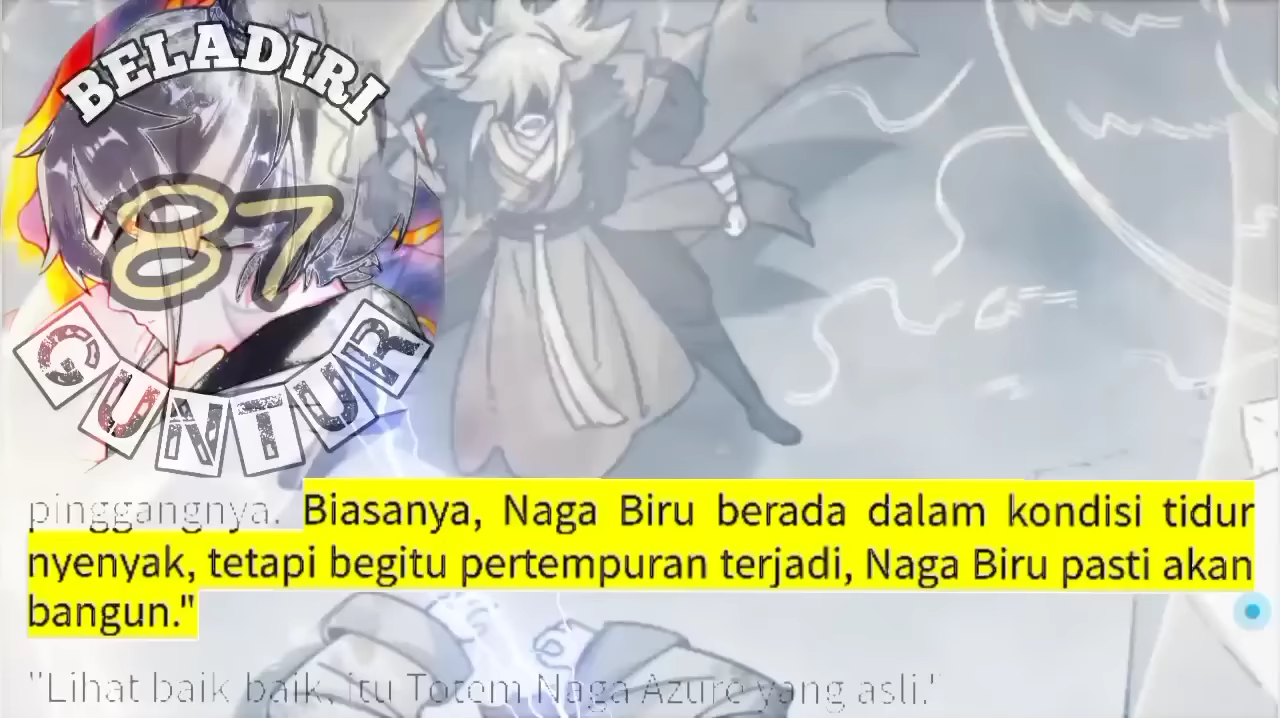 BELADIRI
87
GUNTUR
pinggangnya. Biasanya, Naga Biru berada dalam kondisi tidur
nyenyak, tetapi begitu pertempuran terjadi, Naga Biru pasti akan
bangun."
"Lihat baik baik, itu Totem Naga Azure yang asli."